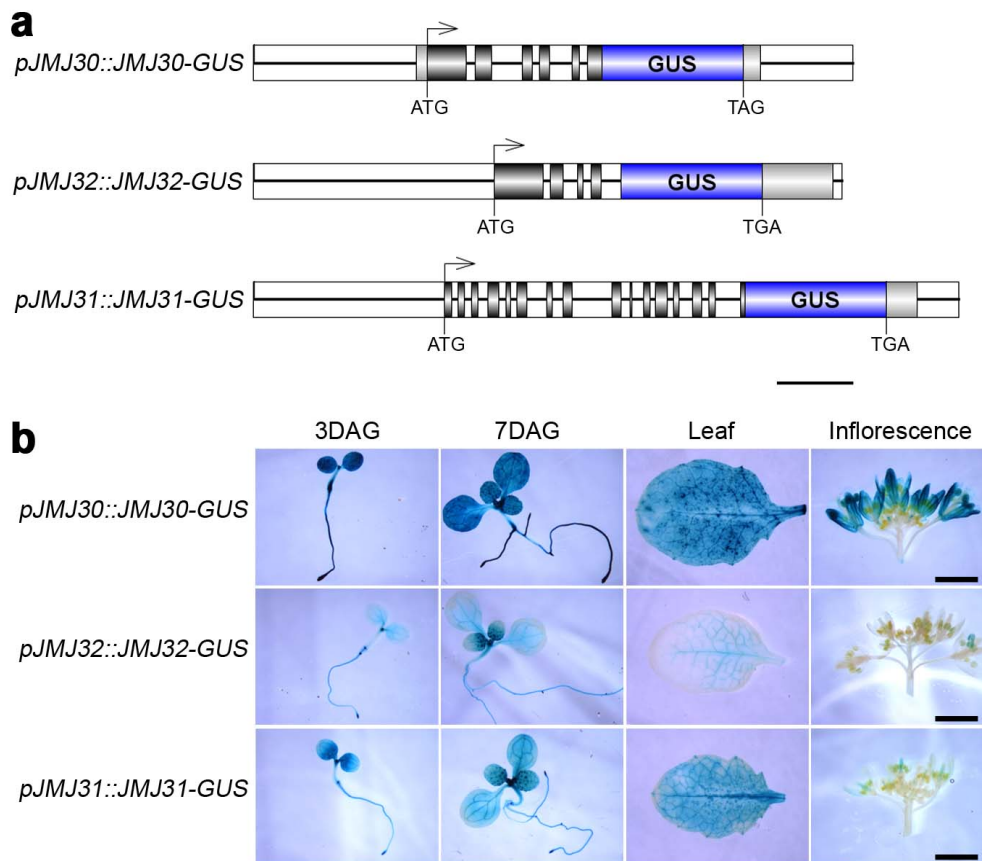 a
pJMJ30::JMJ30-GUS
GUS
ATG TAG
pJMJ32::JMJ32-GUS
GUS
ATG TGA
pJMJ31::JMJ31-GUS
GUS
ATG TGA
b
3DAG 7DAG Leaf Inflorescence
pJMJ30::JMJ30-GUS
pJMJ32::JMJ32-GUS
pJMJ31::JMJ31-GUS